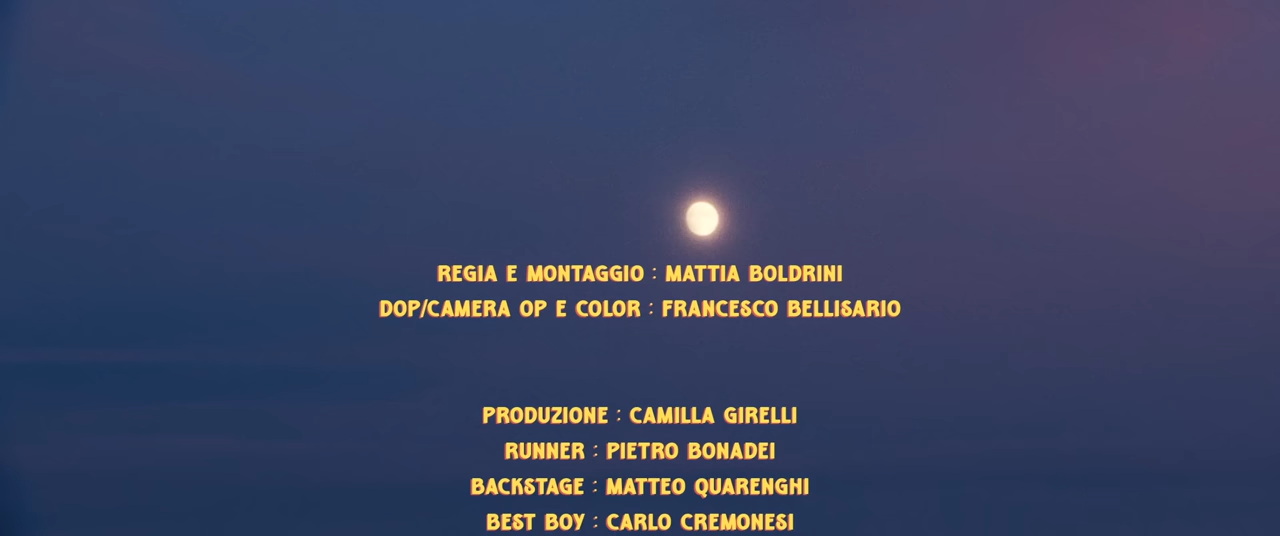 REGIA E MONTAGGIO : MATTIA BOLDRINI
DOP/CAMERA OP E COLOR : FRANCESCO BELLISARIO
PRODUZIONE : CAMILLA GIRELLI
RUNNER : PIETRO BONADEI
BACKSTAGE : MATTEO QUARENGHI
BEST BOY : CARLO CREMONESI